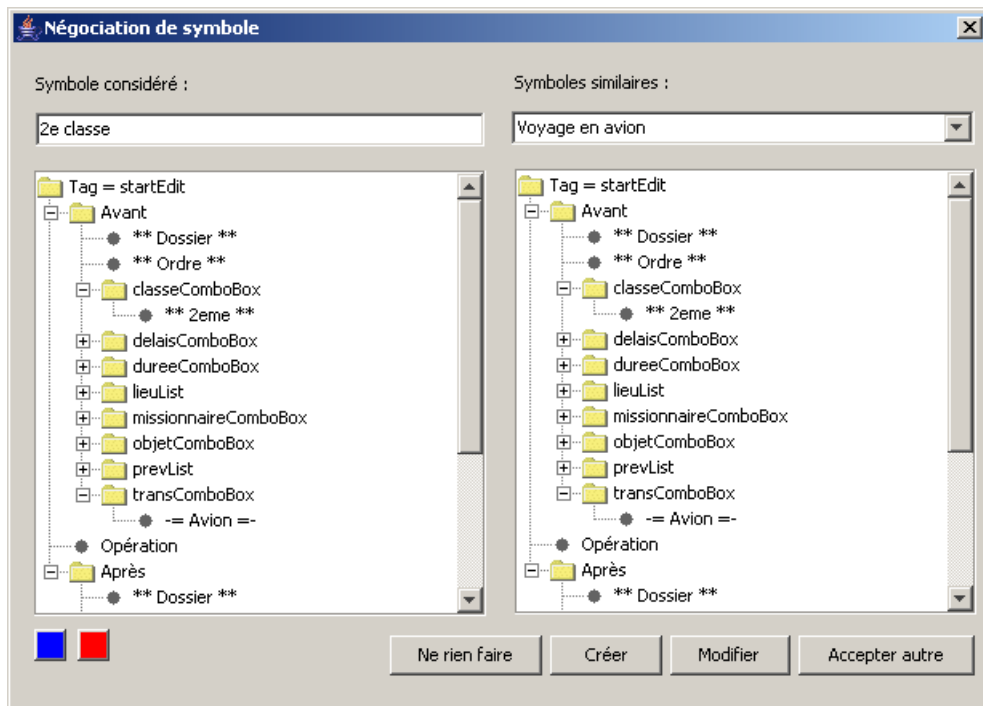 Négociation de symbole
Symbole considéré :
2e classe
Tag = startEdit
Avant
** Dossier **
** Ordre **
classeComboBox
** 2eme **
delaisComboBox
dureeComboBox
lieuList
missionnaireComboBox
objetComboBox
prevList
transComboBox
-= Avion =-
Opération
Après
** Dossier **
Symboles similaires :
Voyage en avion
Tag = startEdit
Avant
** Dossier **
** Ordre **
classeComboBox
** 2eme **
delaisComboBox
dureeComboBox
lieuList
missionnaireComboBox
objetComboBox
prevList
transComboBox
-= Avion =-
Opération
Après
** Dossier **
Ne rien faire
Créer
Modifier
Accepter autre